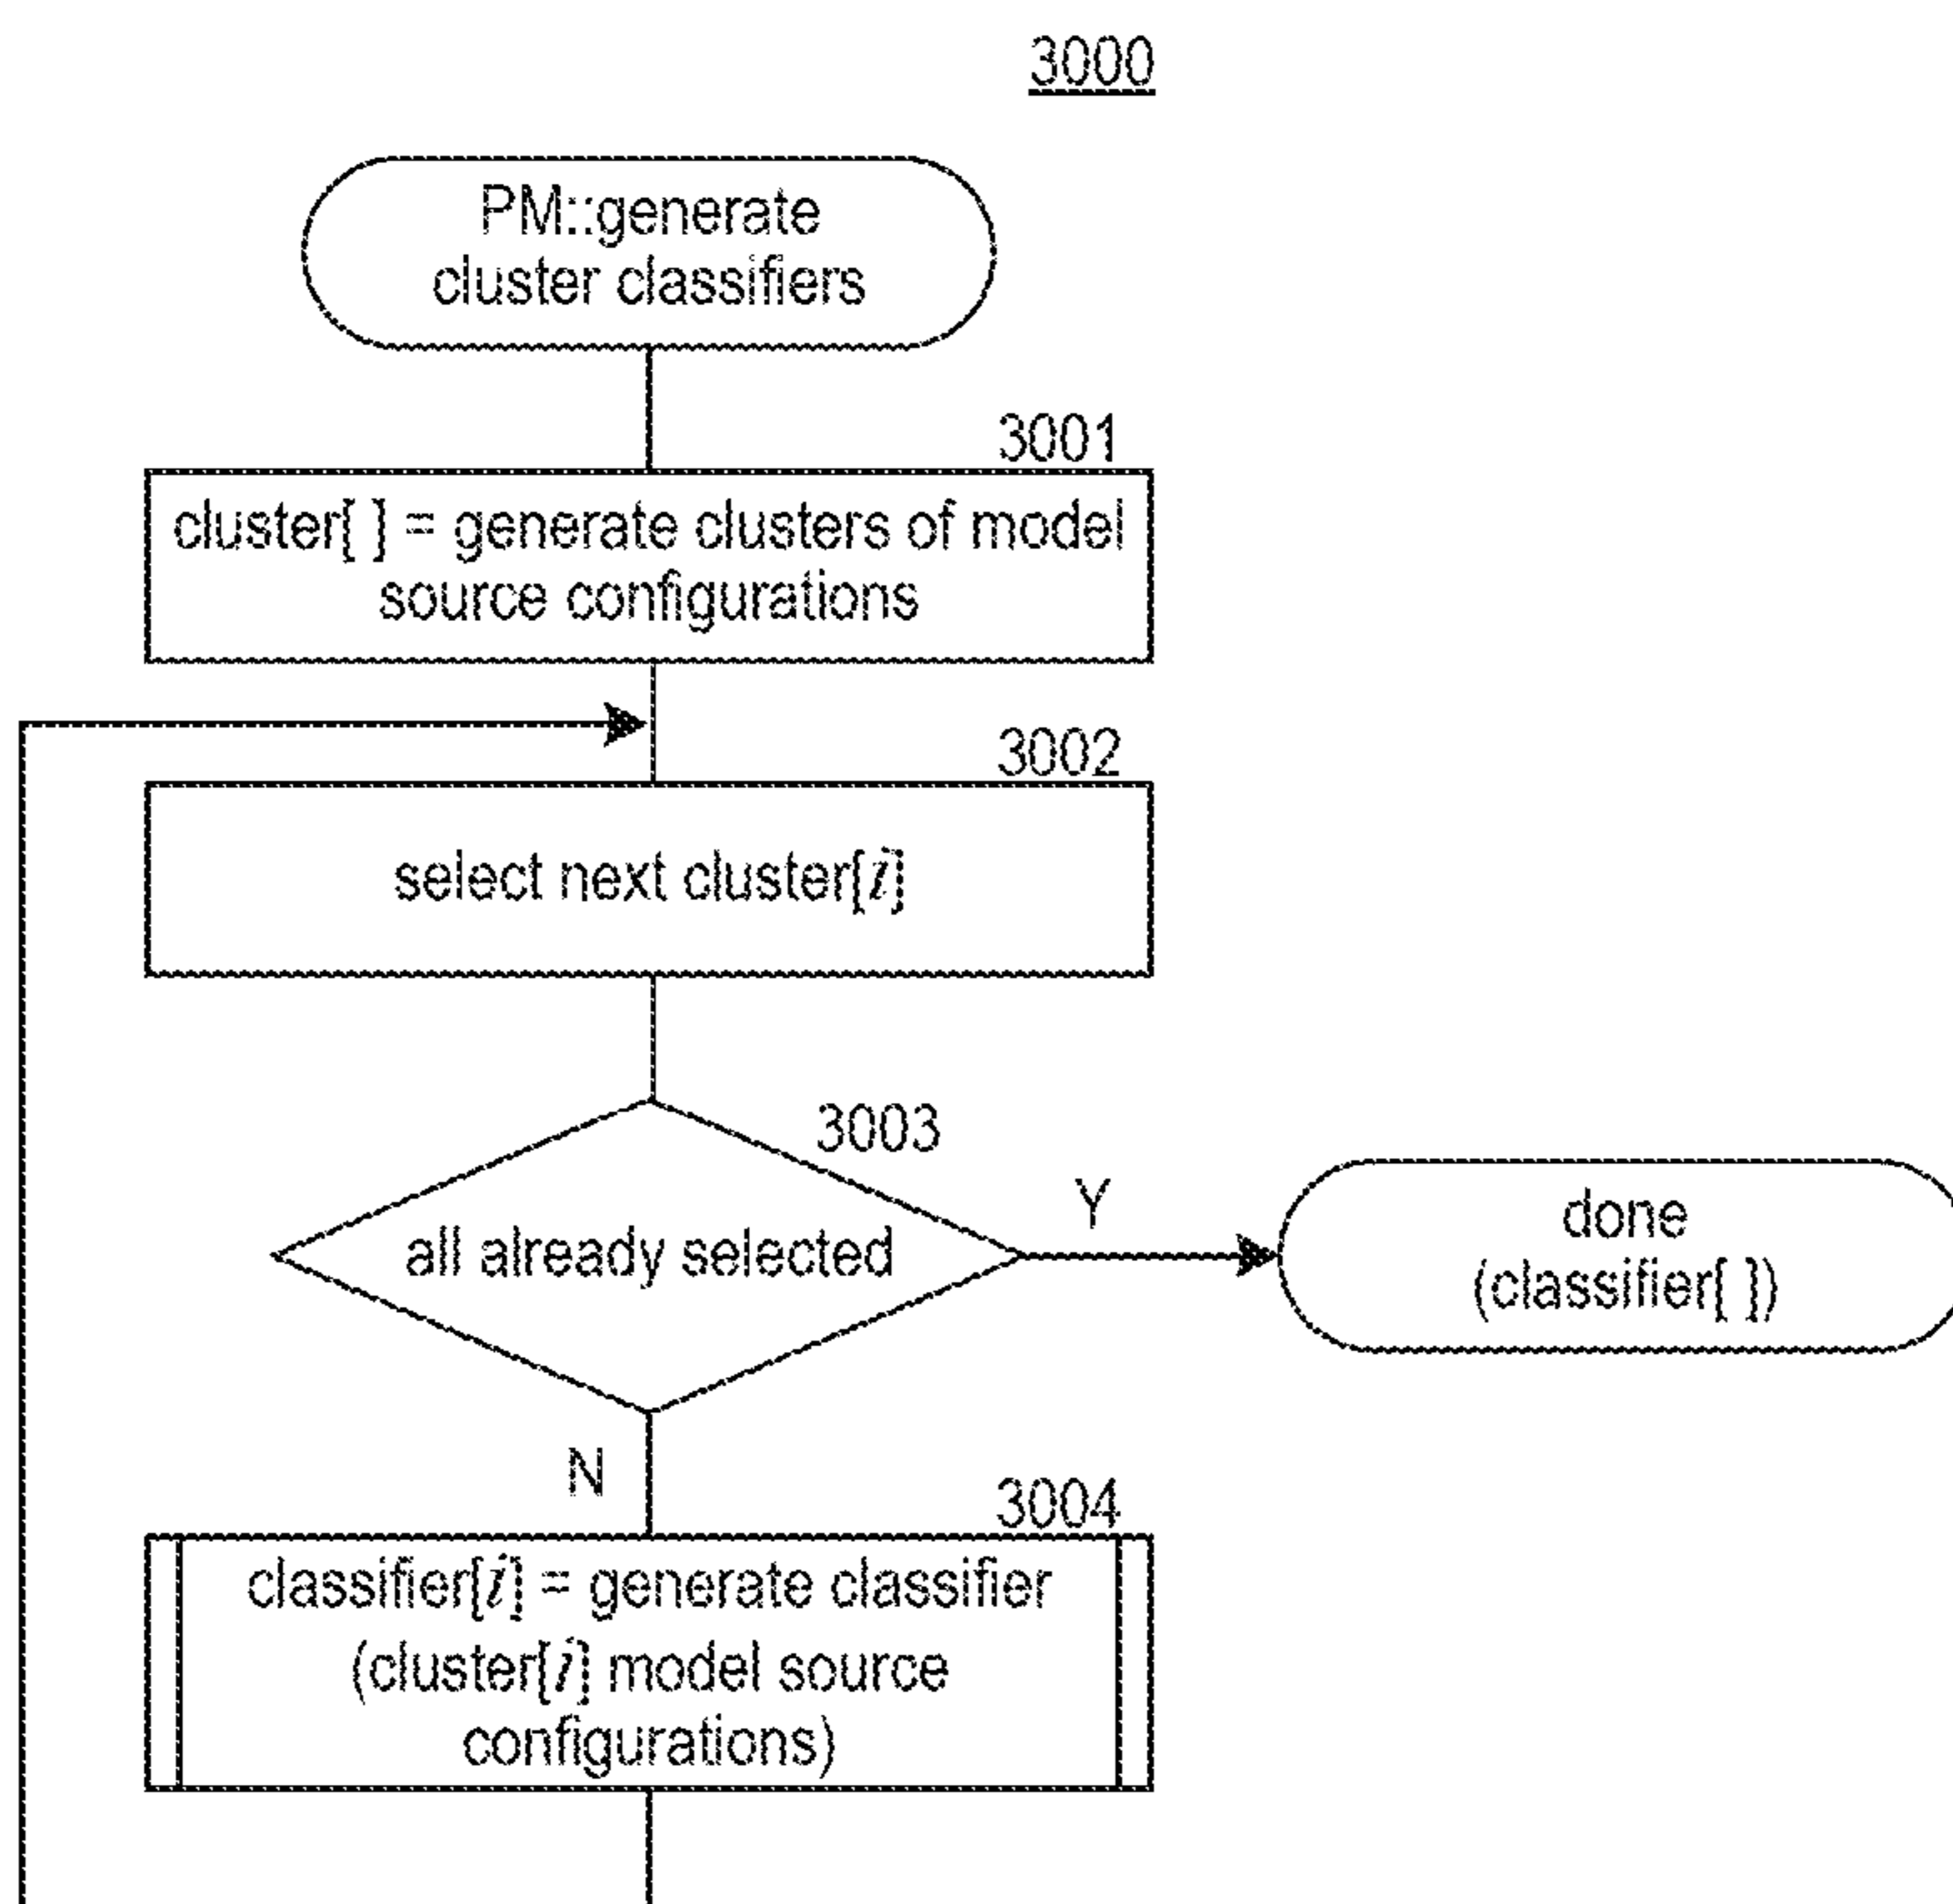 3000
PM::generate
cluster classifiers
3001
cluster[ ] = generate clusters of model
source configurations
3002
select next cluster[i]
3003
all already selected
Y
done
(classifier[ ])
N
3004
classifier[i] = generate classifier
(cluster[i] model source
configurations)